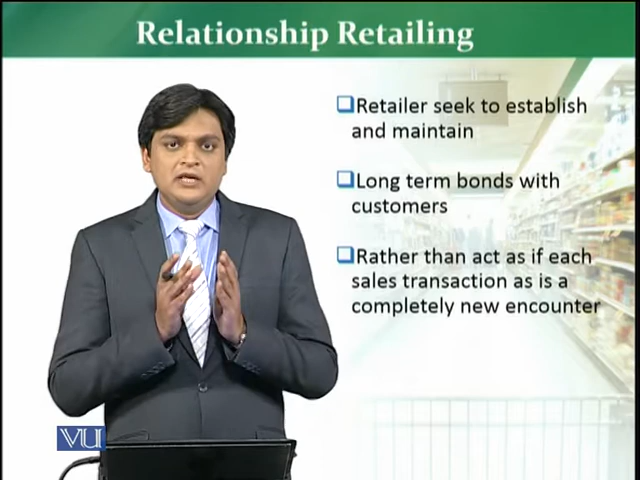 Relationship Retailing
❑Retailer seek to establish
and maintain
❑Long term bonds with
customers
❑Rather than act as if each
sales transaction as is a
completely new encounter
VU